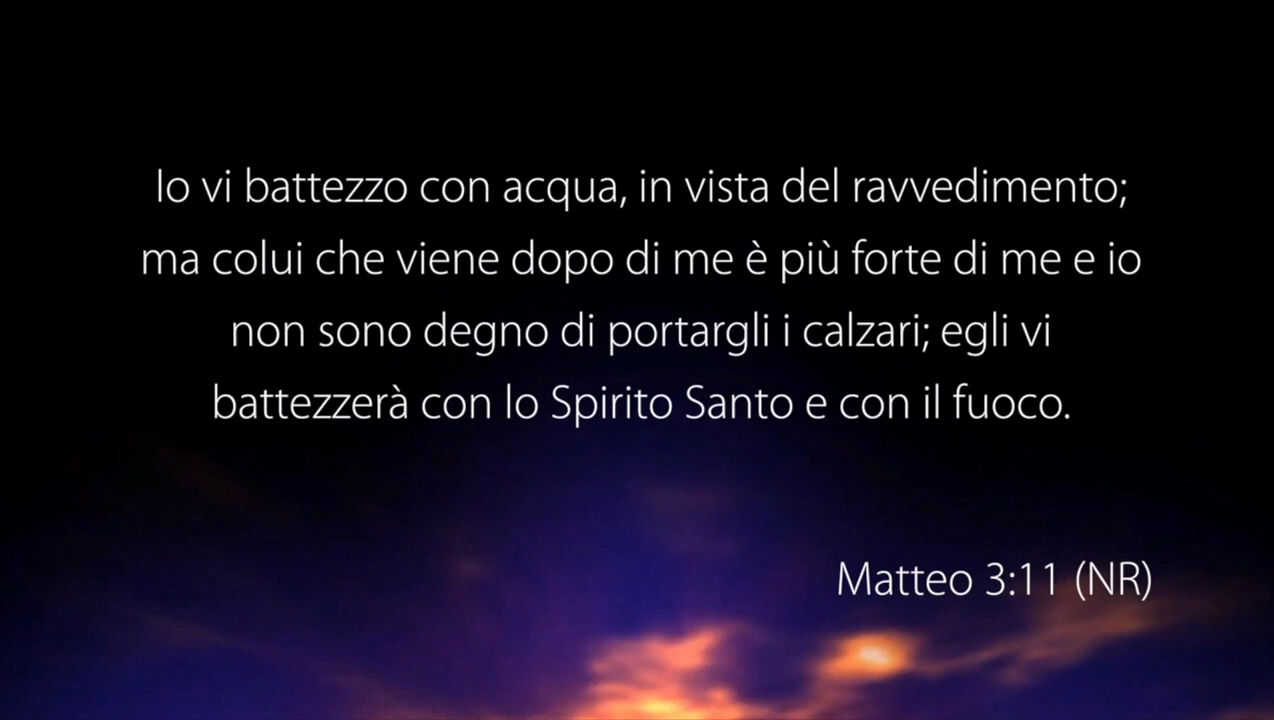 Io vi battezzo con acqua, in vista del ravvedimento;
ma colui che viene dopo di me è più forte di me e io
non sono degno di portargli i calzari; egli vi
battezzerà con lo Spirito Santo e con il fuoco.
Matteo 3:11 (NR)